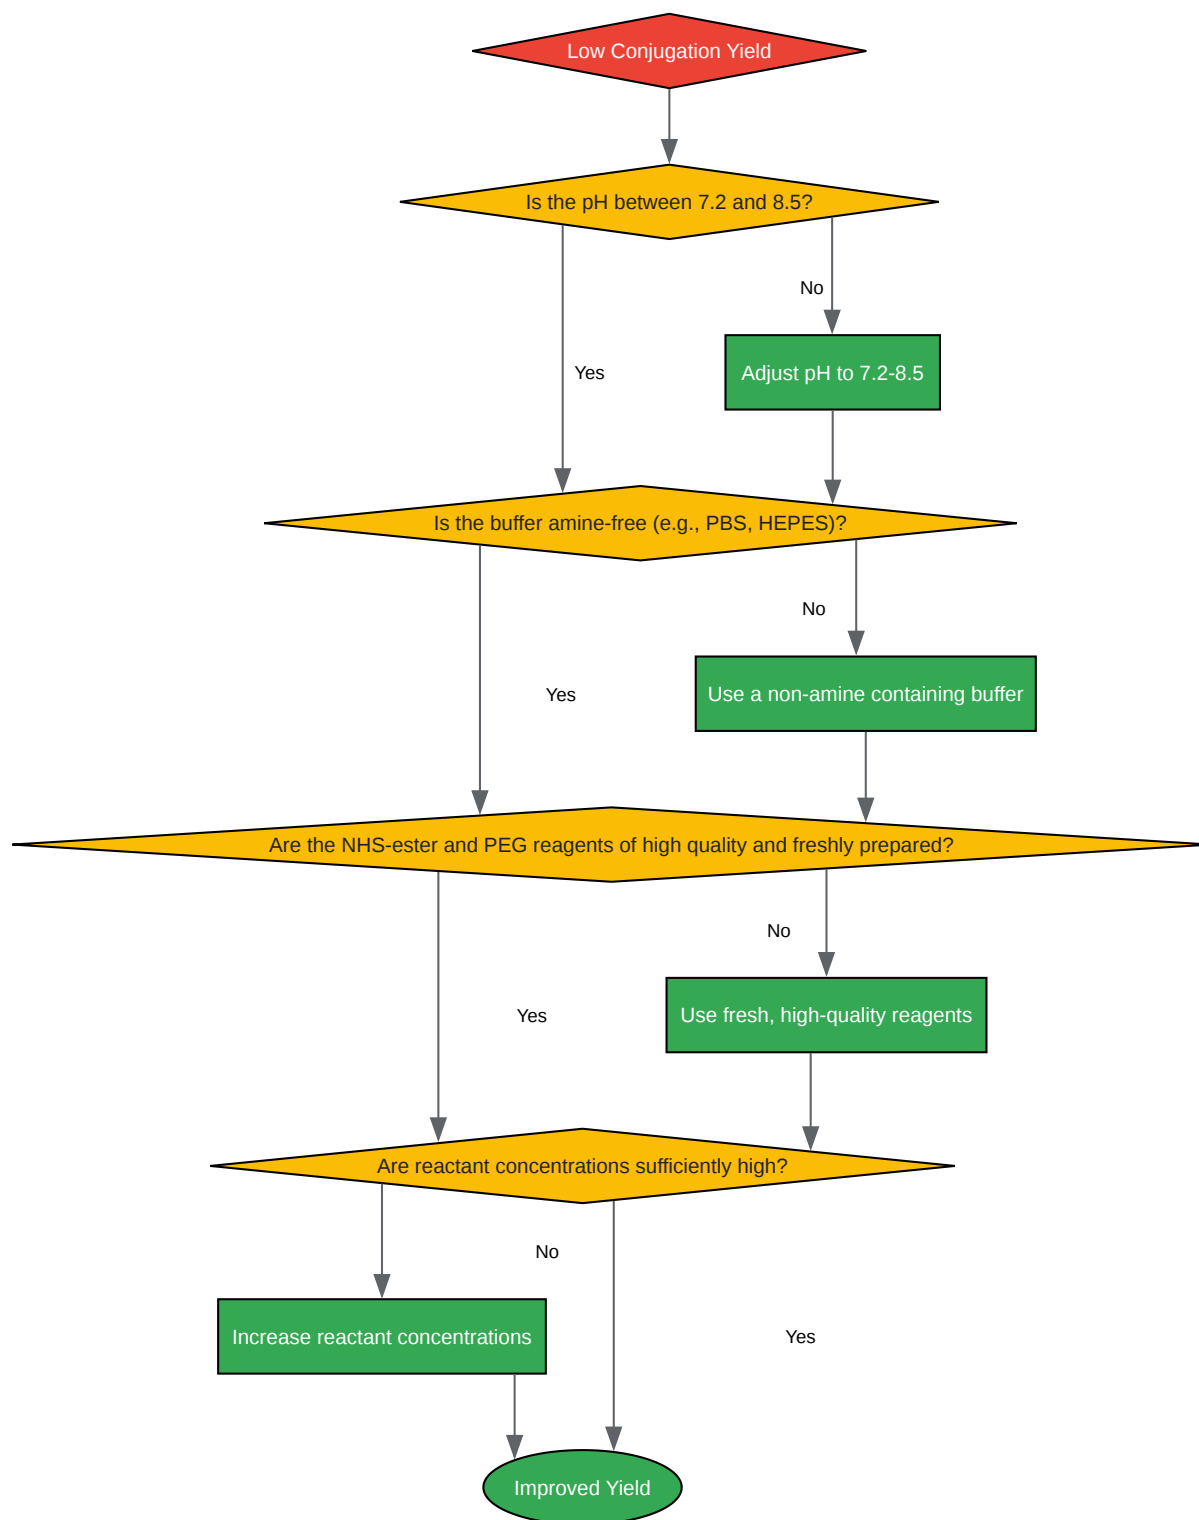 Low Conjugation Yield
Is the pH between 7.2 and 8.5?
No
Yes
Adjust pH to 7.2-8.5
Is the buffer amine-free (e.g., PBS, HEPES)?
No
Yes
Use a non-amine containing buffer
Are the NHS-ester and PEG reagents of high quality and freshly prepared?
No
Yes
Use fresh, high-quality reagents
Are reactant concentrations sufficiently high?
No
Increase reactant concentrations
Yes
Improved Yield